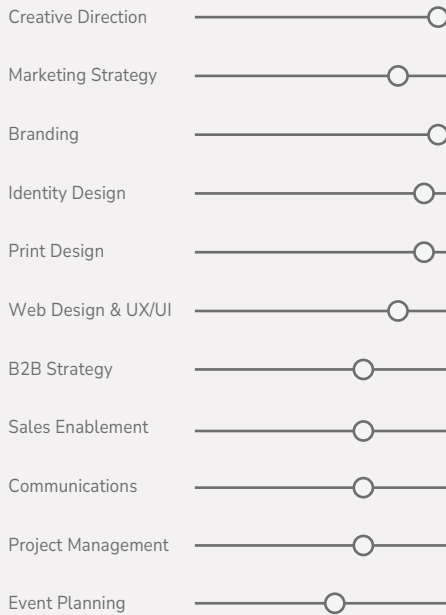 Creative Direction
Marketing Strategy
Branding
Identity Design
Print Design
Web Design & UX/UI
B2B Strategy
Sales Enablement
Communications
Project Management
Event Planning